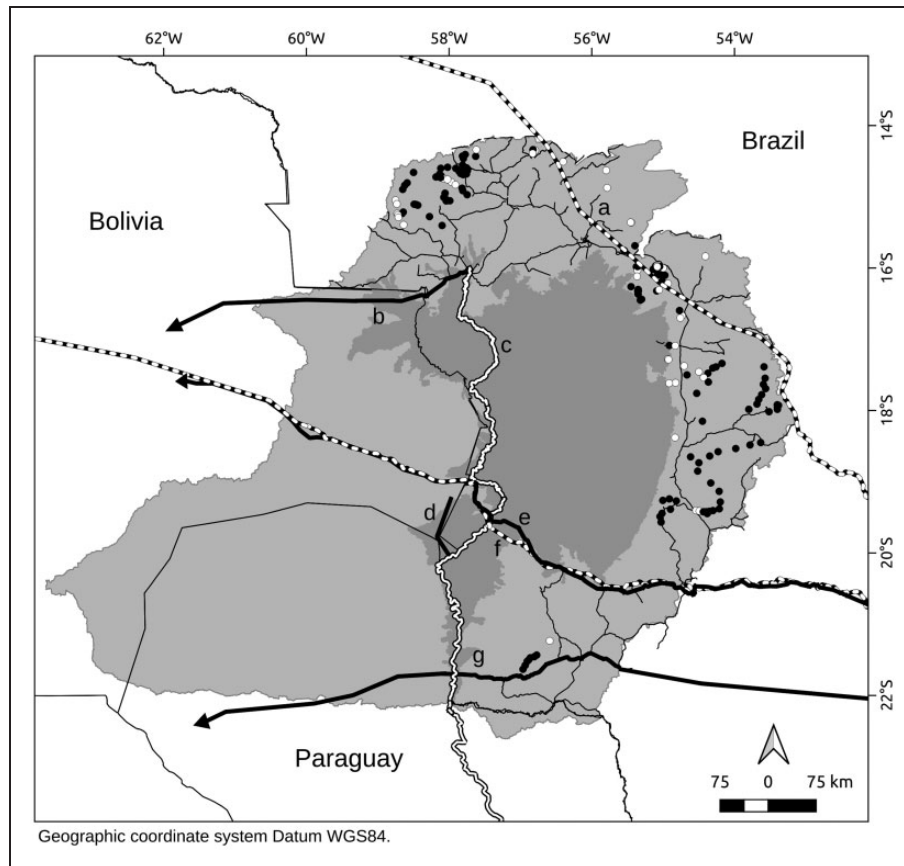 62°W 60°W 58°W 56°W 54°W
14°S
Brazil
a
Bolivia
16°S
b
c
18°S
d
e
f
20°S
g
22°S
Paraguay
75 0 75 km
Geographic coordinate system Datum WGS84.